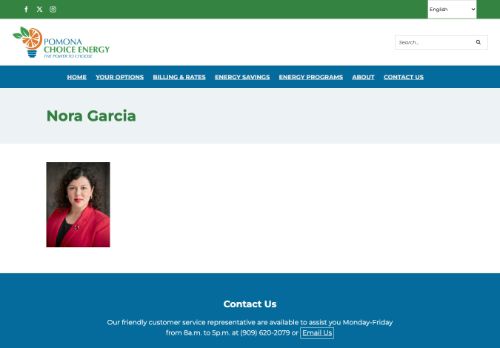 English
POMONA
CHOICE ENERGY
THE POWER TO CHOOSE
Search...
HOME YOUR OPTIONS BILLING & RATES ENERGY SAVINGS ENERGY PROGRAMS ABOUT CONTACT US
Nora Garcia
Contact Us
Our friendly customer service representative are available to assist you Monday-Friday
from 8a.m. to 5p.m. at (909) 620-2079 or Email Us